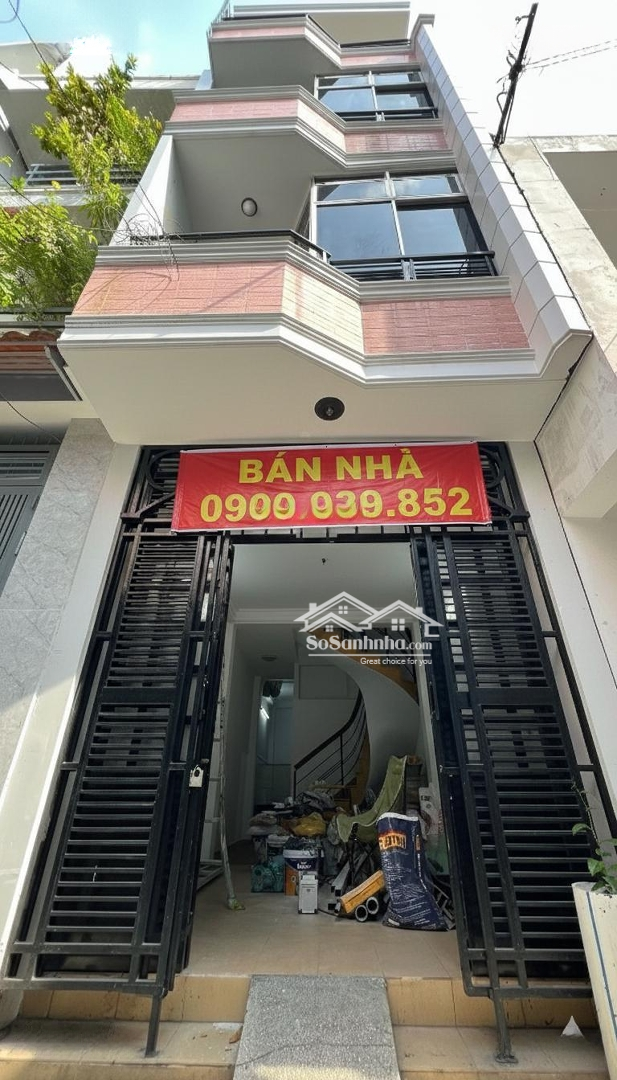 BÁN NHÀ
0909.039.852
SoSanhnha.com
Great choice for you